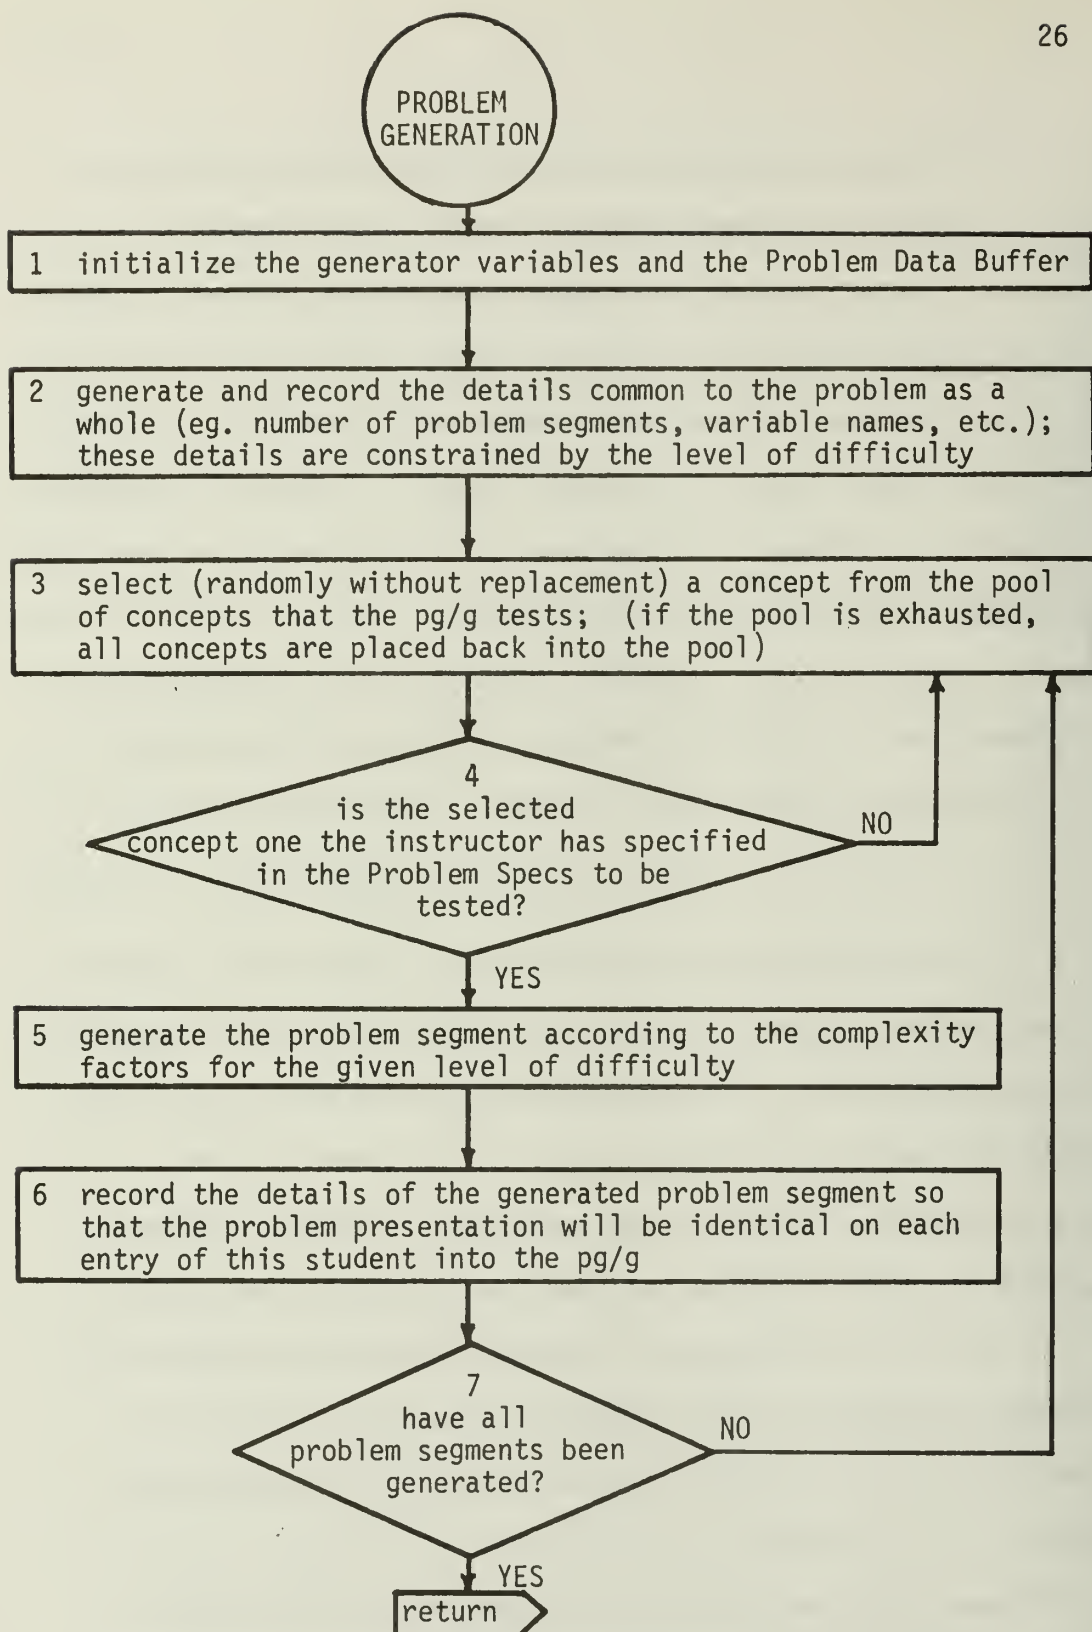 26
PROBLEM
GENERATION
1 initialize the generator variables and the Problem Data Buffer
2 generate and record the details common to the problem as a
whole (eg. number of problem segments, variable names, etc.);
these details are constrained by the level of difficulty
3 select (randomly without replacement) a concept from the pool
of concepts that the pg/g tests; (if the pool is exhausted,
all concepts are placed back into the pool)
4
is the selected
concept one the instructor has specified
in the Problem Specs to be
tested?
NO
YES
5 generate the problem segment according to the complexity
factors for the given level of difficulty
6 record the details of the generated problem segment so
that the problem presentation will be identical on each
entry of this student into the pg/g
7
have all
problem segments been
generated?
NO
YES
return